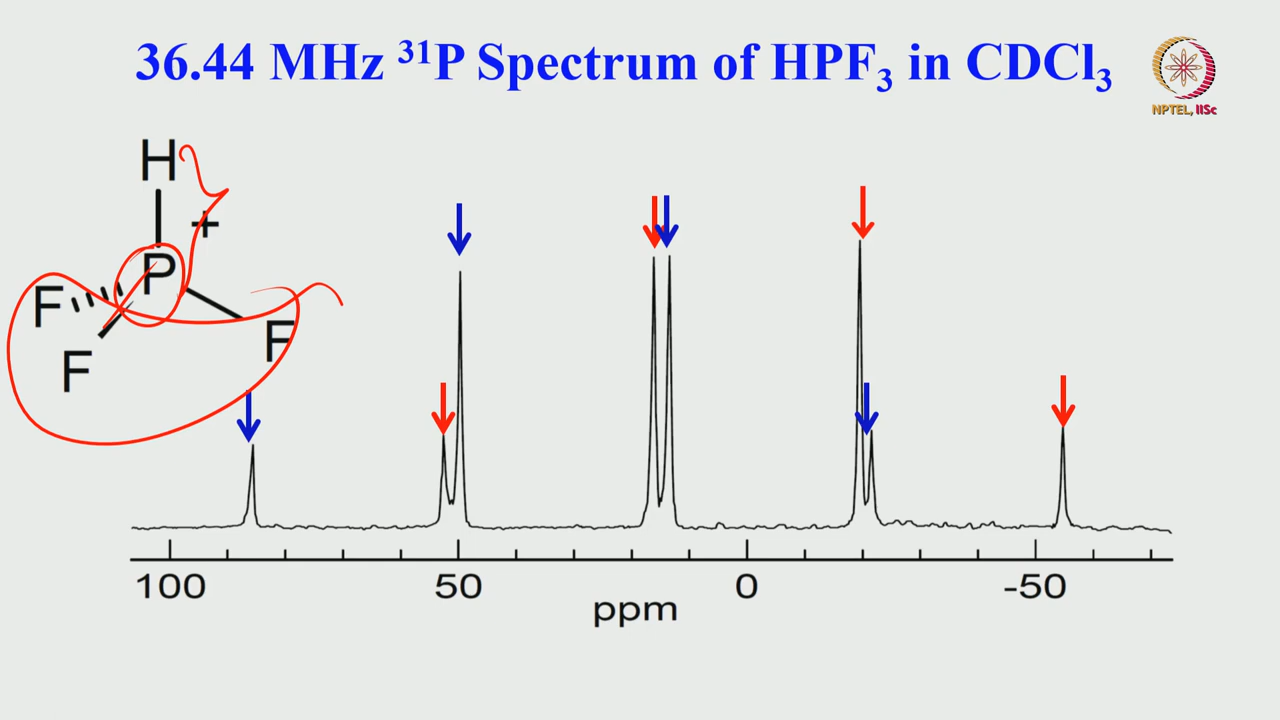 36.44 MHz ³¹P Spectrum of HPF₃ in CDCl₃
NPTEL, IISc
H
+
P
F
F
F
100 50 0 -50
ppm